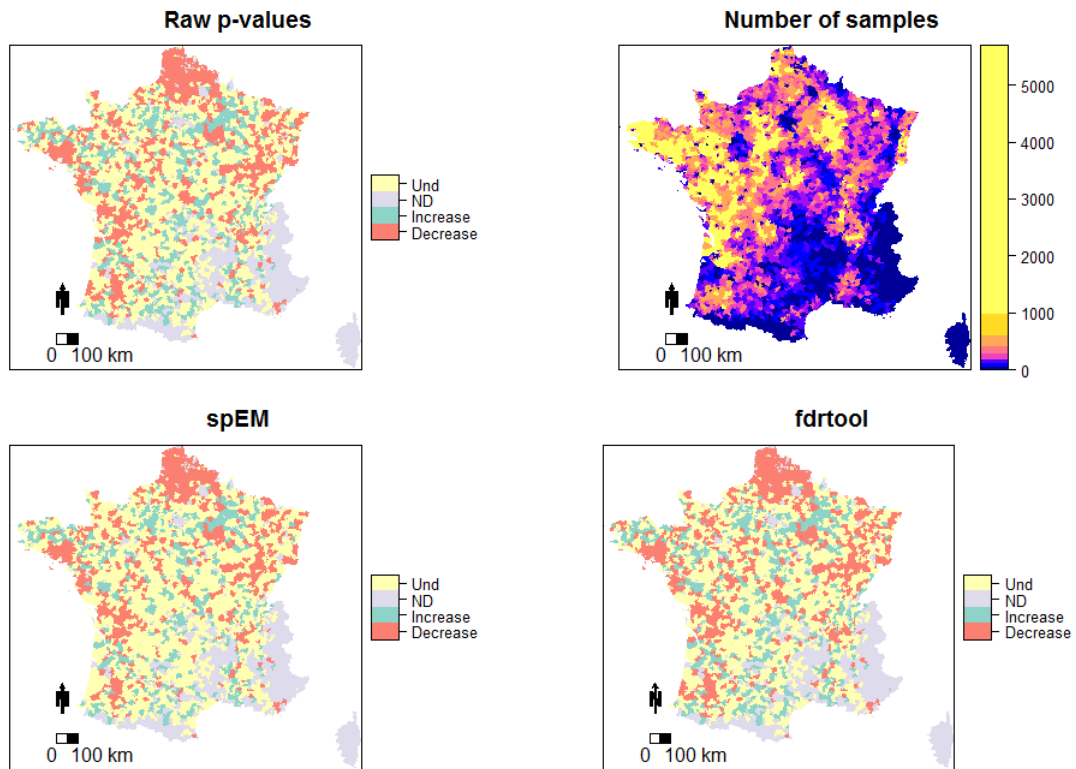 Raw p-values
Und
ND
Increase
Decrease
0 100 km
Number of samples
5000
4000
3000
2000
1000
0
0 100 km
spEM
Und
ND
Increase
Decrease
0 100 km
fdrtool
Und
ND
Increase
Decrease
N
0 100 km